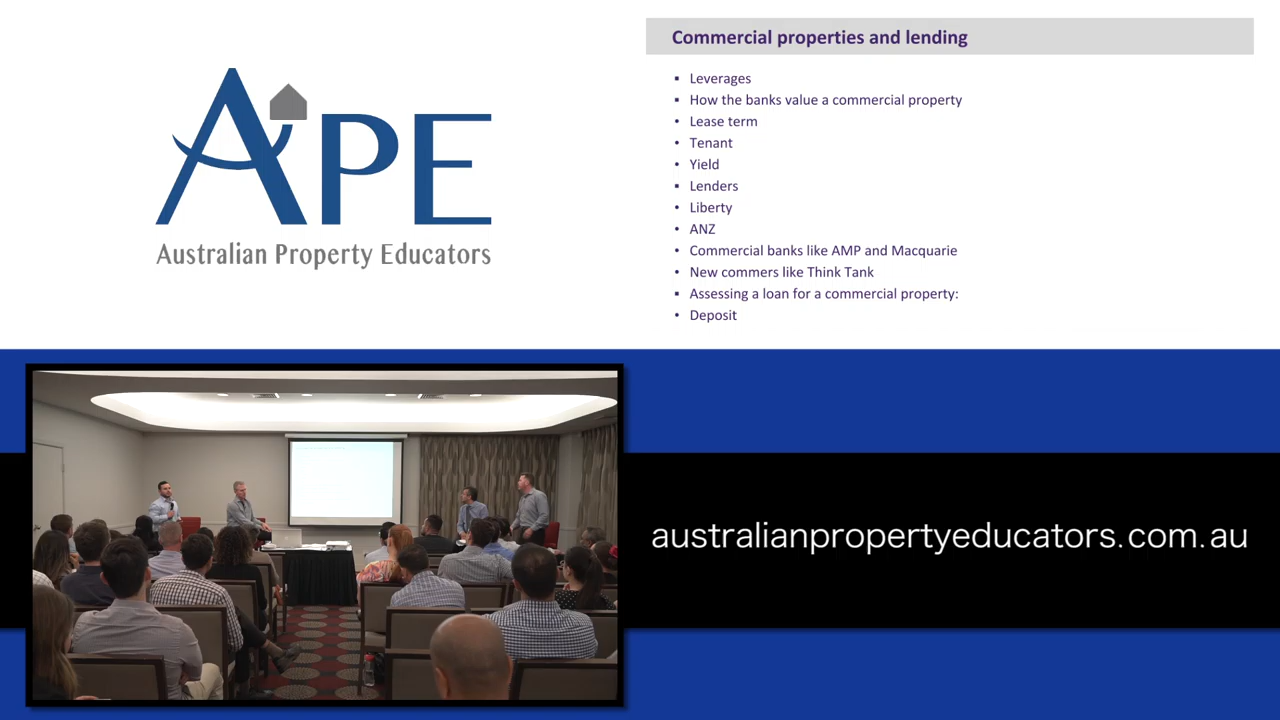 APE
Australian Property Educators
Commercial properties and lending
▪ Leverages
▪ How the banks value a commercial property
• Lease term
• Tenant
• Yield
▪ Lenders
• Liberty
• ANZ
• Commercial banks like AMP and Macquarie
• New commers like Think Tank
▪ Assessing a loan for a commercial property:
• Deposit
australianpropertyeducators.com.au